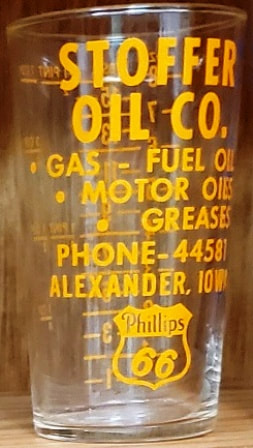 STOFFER
OIL CO.
• GAS - FUEL OIL
• MOTOR OILS
• GREASES
PHONE-44581
ALEXANDER, IOWA
Phillips
66